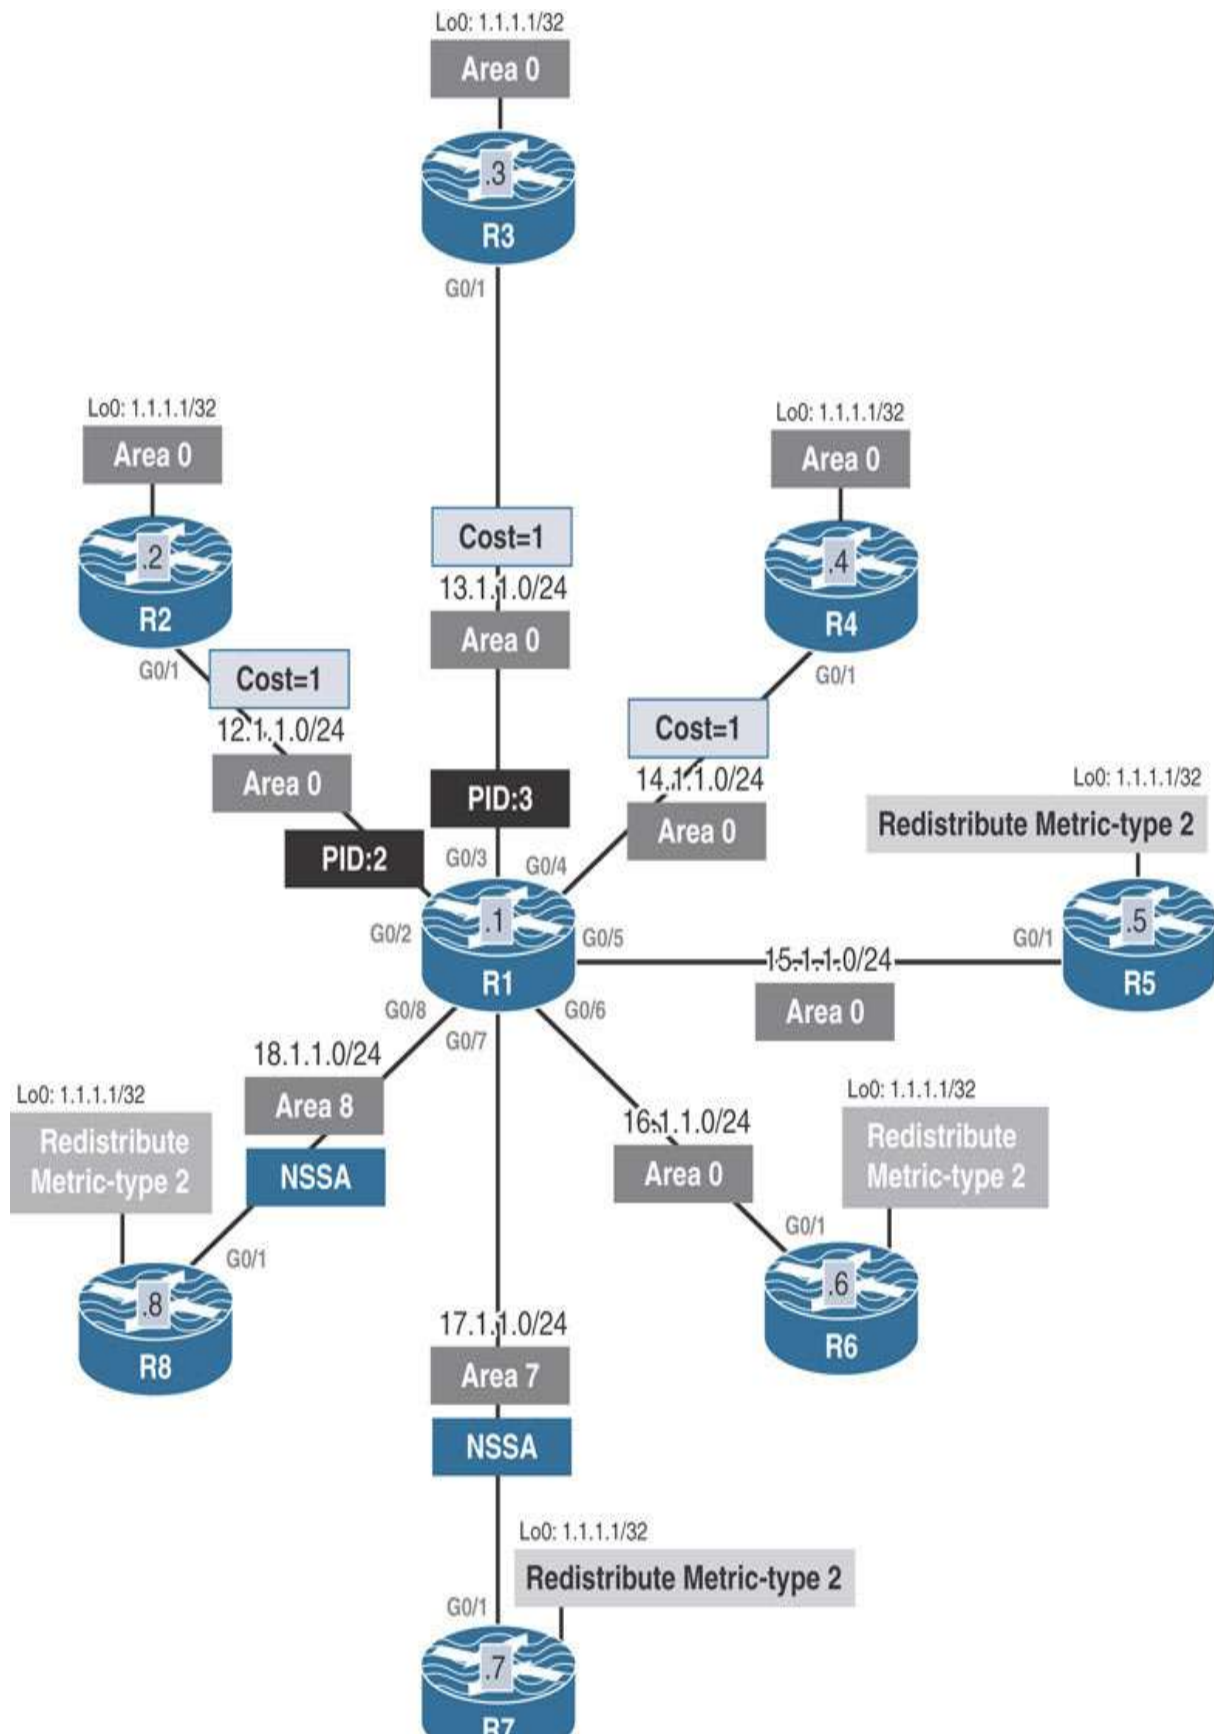 Lo0: 1.1.1.1/32
Area 0
.3
R3
G0/1
Lo0: 1.1.1.1/32
Area 0
.2
R2
G0/1
Lo0: 1.1.1.1/32
Area 0
.4
R4
G0/1
Cost=1
13.1.1.0/24
Area 0
PID:3
G0/3
Cost=1
12.1.1.0/24
Area 0
PID:2
G0/2
Cost=1
14.1.1.0/24
Area 0
G0/4
.1
R1
Lo0: 1.1.1.1/32
Redistribute Metric-type 2
.5
R5
G0/1
G0/5
15.1.1.0/24
Area 0
G0/8
G0/7
G0/6
18.1.1.0/24
Area 8
NSSA
Lo0: 1.1.1.1/32
Redistribute
Metric-type 2
G0/1
.8
R8
16.1.1.0/24
Area 0
Lo0: 1.1.1.1/32
Redistribute
Metric-type 2
G0/1
.6
R6
17.1.1.0/24
Area 7
NSSA
Lo0: 1.1.1.1/32
Redistribute Metric-type 2
G0/1
.7
R7